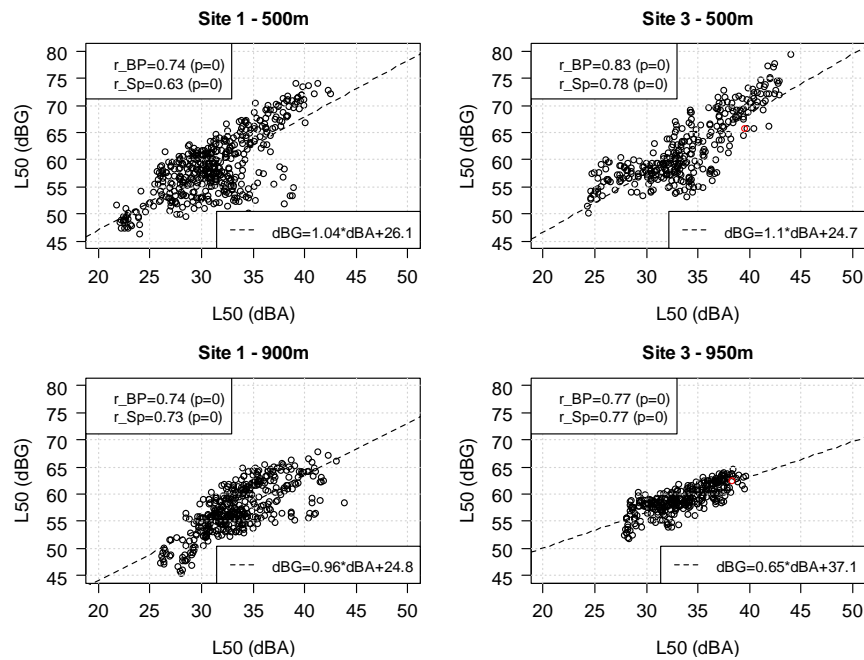 Site 1 - 500m
r_BP=0.74 (p=0)
r_Sp=0.63 (p=0)
80
75
70
65
60
55
50
45
L50 (dBG)
dBG=1.04*dBA+26.1
20 25 30 35 40 45 50
L50 (dBA)
Site 3 - 500m
r_BP=0.83 (p=0)
r_Sp=0.78 (p=0)
80
75
70
65
60
55
50
45
L50 (dBG)
dBG=1.1*dBA+24.7
20 25 30 35 40 45 50
L50 (dBA)
Site 1 - 900m
r_BP=0.74 (p=0)
r_Sp=0.73 (p=0)
80
75
70
65
60
55
50
45
L50 (dBG)
dBG=0.96*dBA+24.8
20 25 30 35 40 45 50
L50 (dBA)
Site 3 - 950m
r_BP=0.77 (p=0)
r_Sp=0.77 (p=0)
80
75
70
65
60
55
50
45
L50 (dBG)
dBG=0.65*dBA+37.1
20 25 30 35 40 45 50
L50 (dBA)